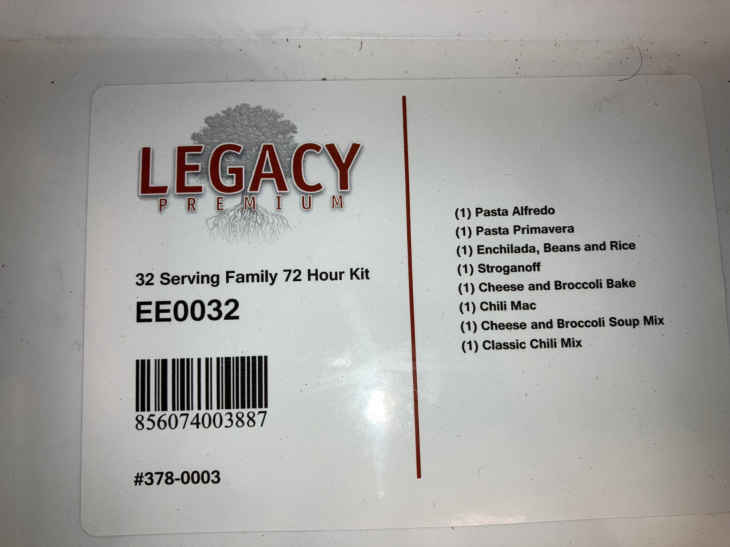 LEGACY
PREMIUM
32 Serving Family 72 Hour Kit
EE0032
856074003887
#378-0003
(1) Pasta Alfredo
(1) Pasta Primavera
(1) Enchilada, Beans and Rice
(1) Stroganoff
(1) Cheese and Broccoli Bake
(1) Chili Mac
(1) Cheese and Broccoli Soup Mix
(1) Classic Chili Mix